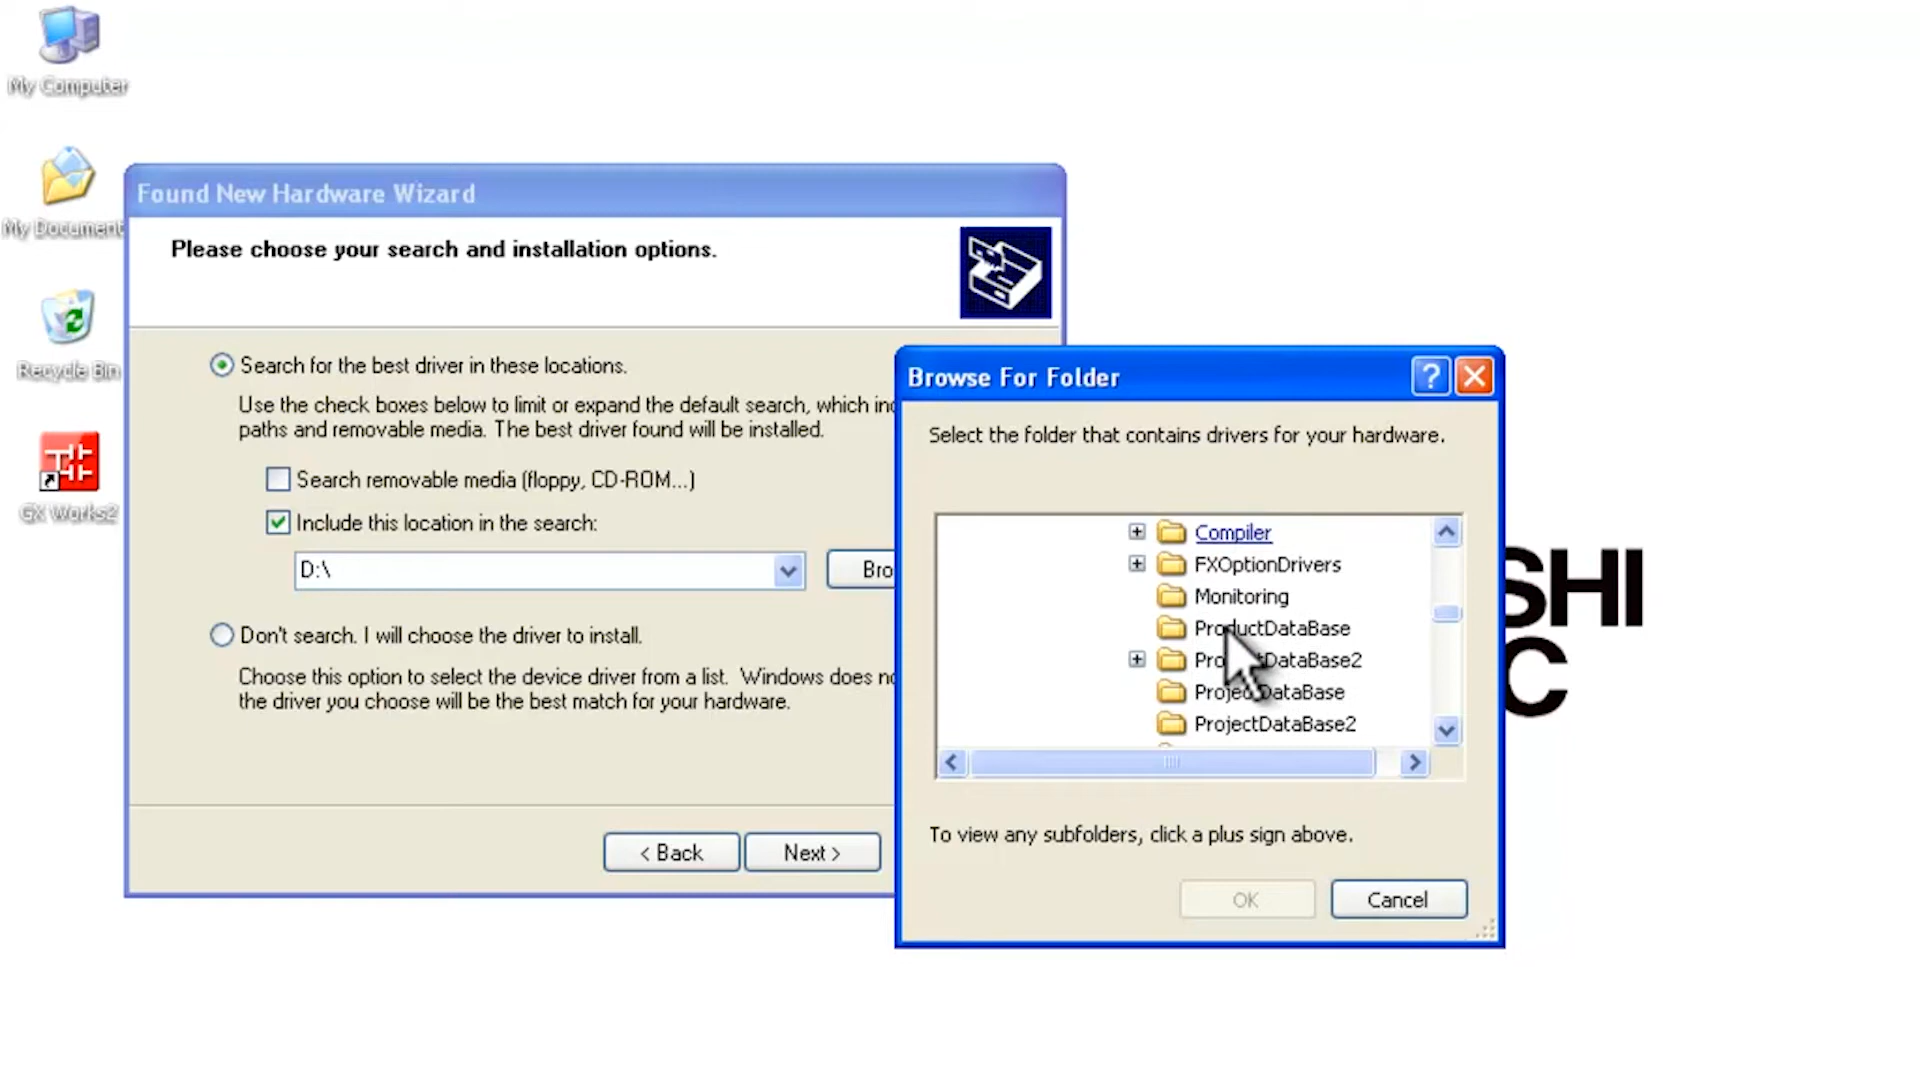 My Computer
My Document
Recycle Bin
GX Works2
Found New Hardware Wizard
Please choose your search and installation options.
Search for the best driver in these locations.
Use the check boxes below to limit or expand the default search, which inc
paths and removable media. The best driver found will be installed.
Search removable media (floppy, CD-ROM...)
Include this location in the search:
D:\
Bro
Don't search. I will choose the driver to install.
Choose this option to select the device driver from a list. Windows does no
the driver you choose will be the best match for your hardware.
< Back
Next >
Browse For Folder
Select the folder that contains drivers for your hardware.
Compiler
FXOptionDrivers
Monitoring
ProductDataBase
ProductDataBase2
ProjectDataBase
ProjectDataBase2
To view any subfolders, click a plus sign above.
OK
Cancel
SHI
C